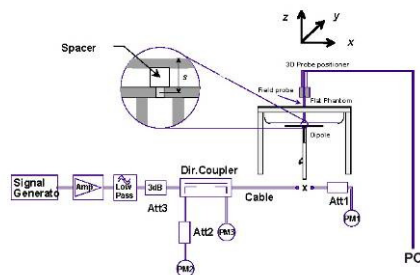 z
y
x
Spacer
s
3D Probe positioner
Field probe
Flat Phantom
Dipole
Signal
Generato
Amp
Low
Pass
3dB
Att3
Dir.Coupler
Cable
x
Att1
PM1
Att2
PM3
PM2
PC